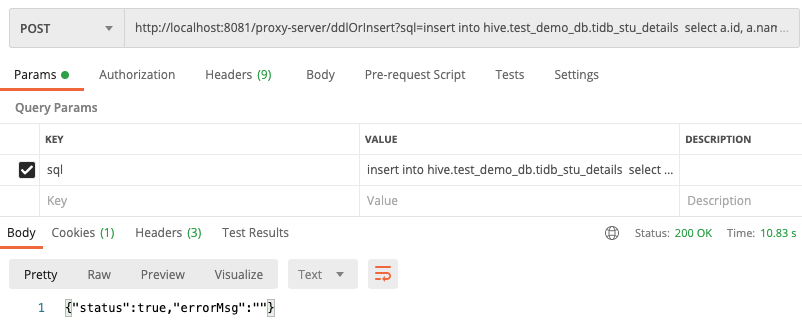 POST http://localhost:8081/proxy-server/ddlOrInsert?sql=insert into hive.test_demo_db.tidb_stu_details  select a.id, a.nam...
Params Authorization Headers (9) Body Pre-request Script Tests Settings
Query Params
KEY VALUE DESCRIPTION
sql insert into hive.test_demo_db.tidb_stu_details  select ...
Key Value Description
Body Cookies (1) Headers (3) Test Results Status: 200 OK Time: 10.83 s
Pretty Raw Preview Visualize Text
1 {"status":true,"errorMsg":""}